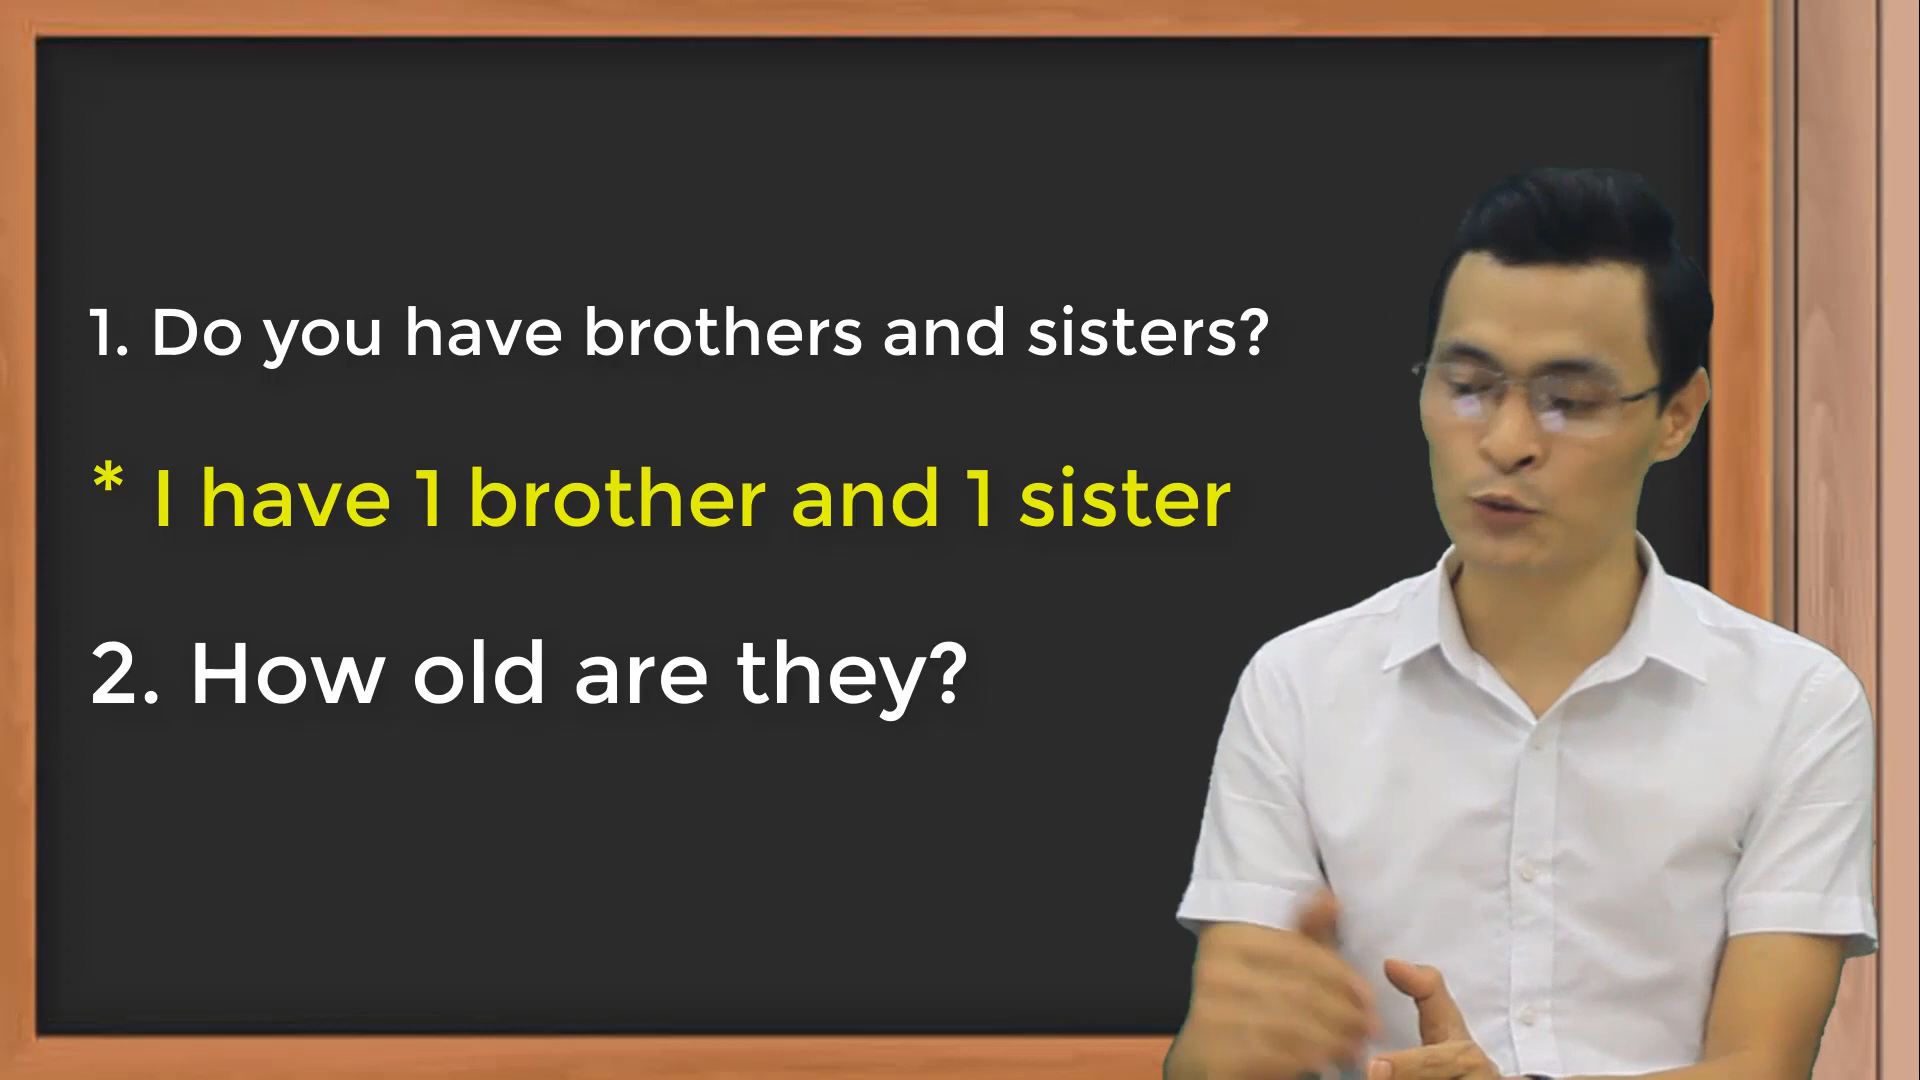 1. Do you have brothers and sisters?
* I have 1 brother and 1 sister
2. How old are they?